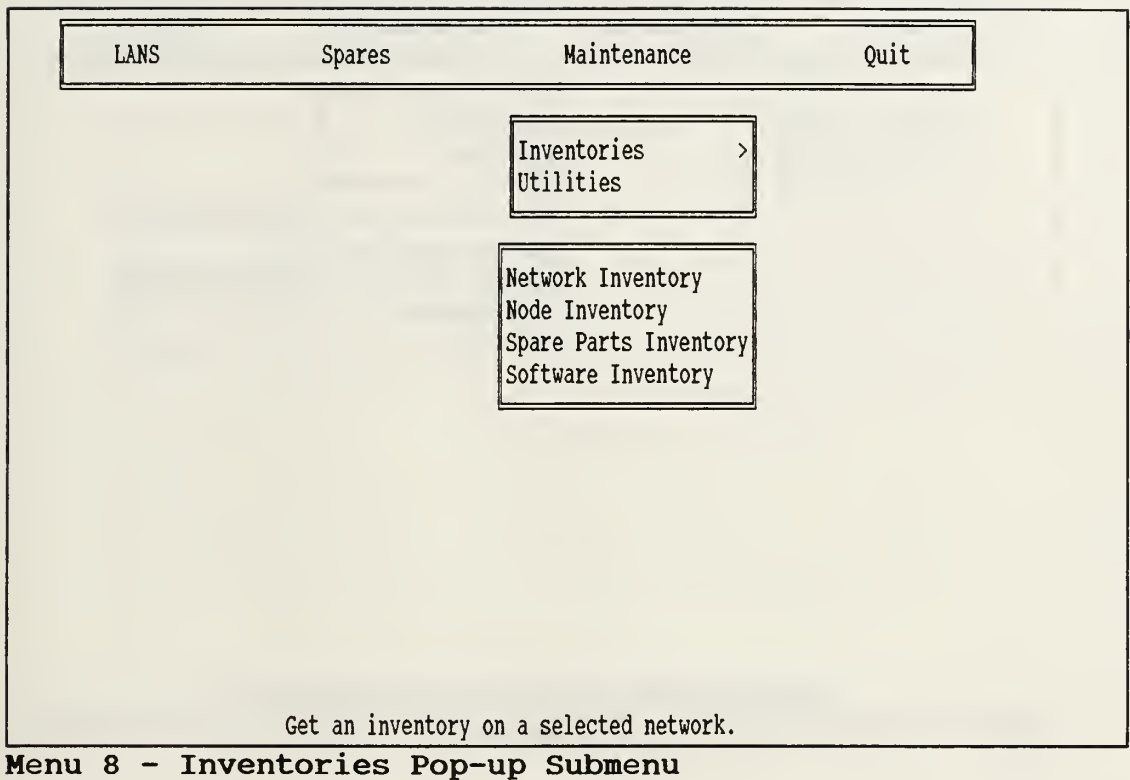 LANS Spares Maintenance Quit
Inventories >
Utilities
Network Inventory
Node Inventory
Spare Parts Inventory
Software Inventory
Get an inventory on a selected network.
Menu 8 - Inventories Pop-up Submenu